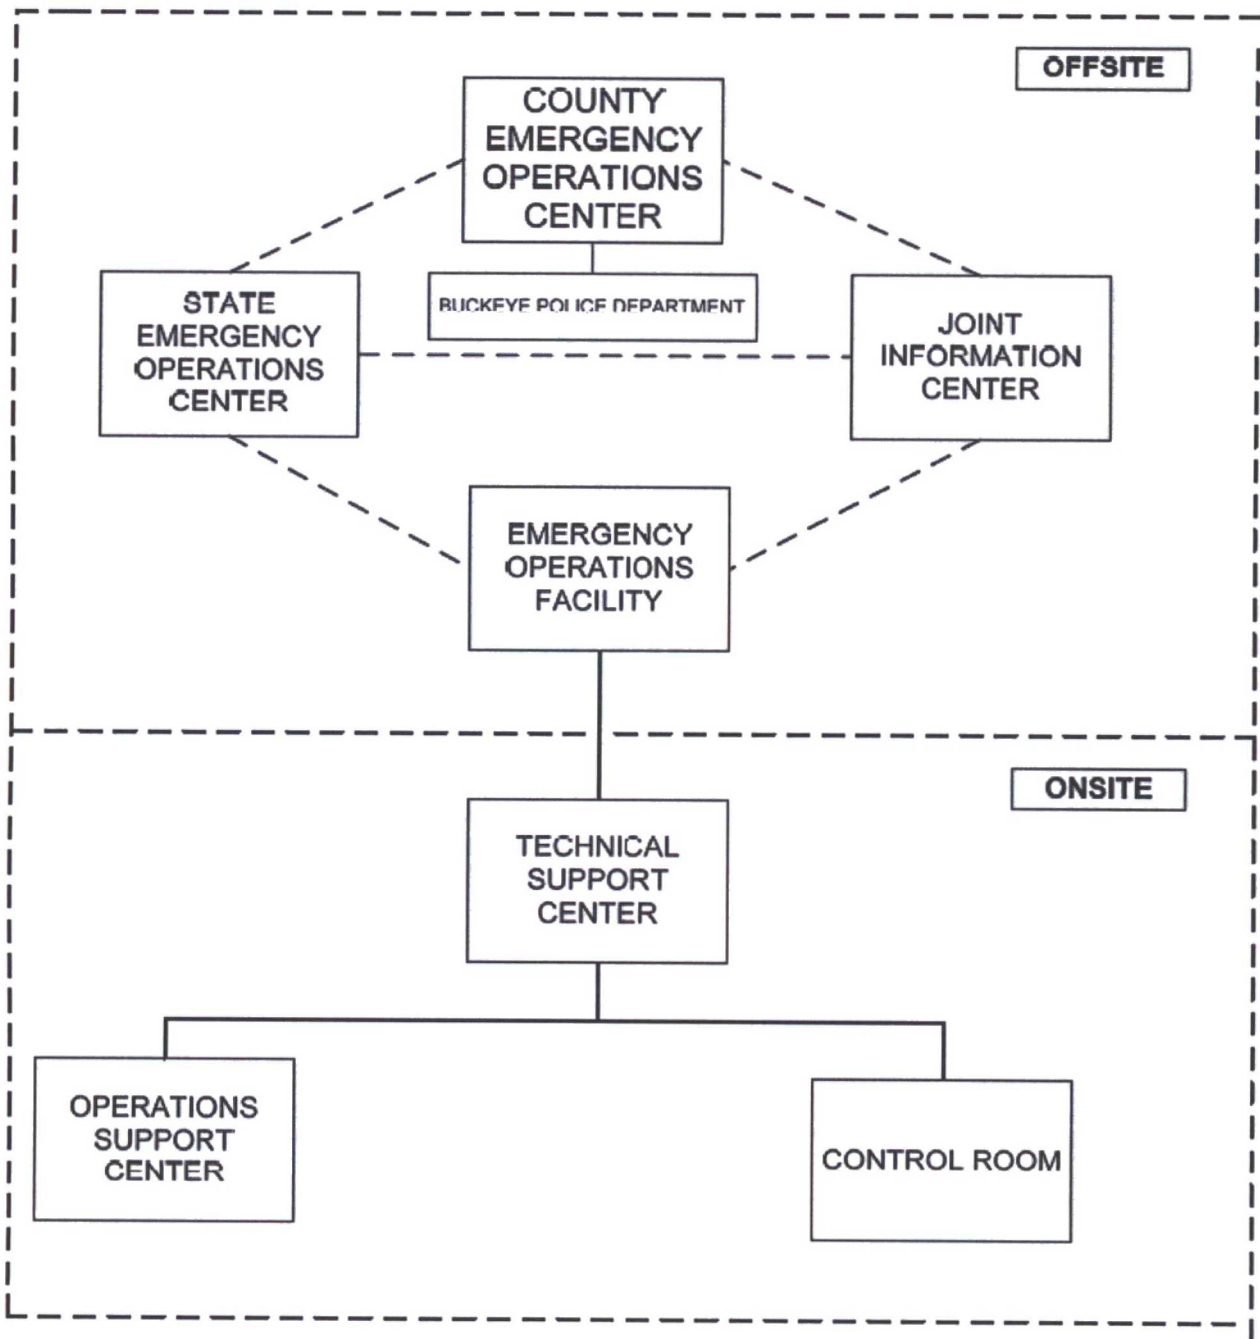 OFFSITE
COUNTY
EMERGENCY
OPERATIONS
CENTER
BUCKEYE POLICE DEPARTMENT
STATE
EMERGENCY
OPERATIONS
CENTER
JOINT
INFORMATION
CENTER
EMERGENCY
OPERATIONS
FACILITY
ONSITE
TECHNICAL
SUPPORT
CENTER
OPERATIONS
SUPPORT
CENTER
CONTROL ROOM